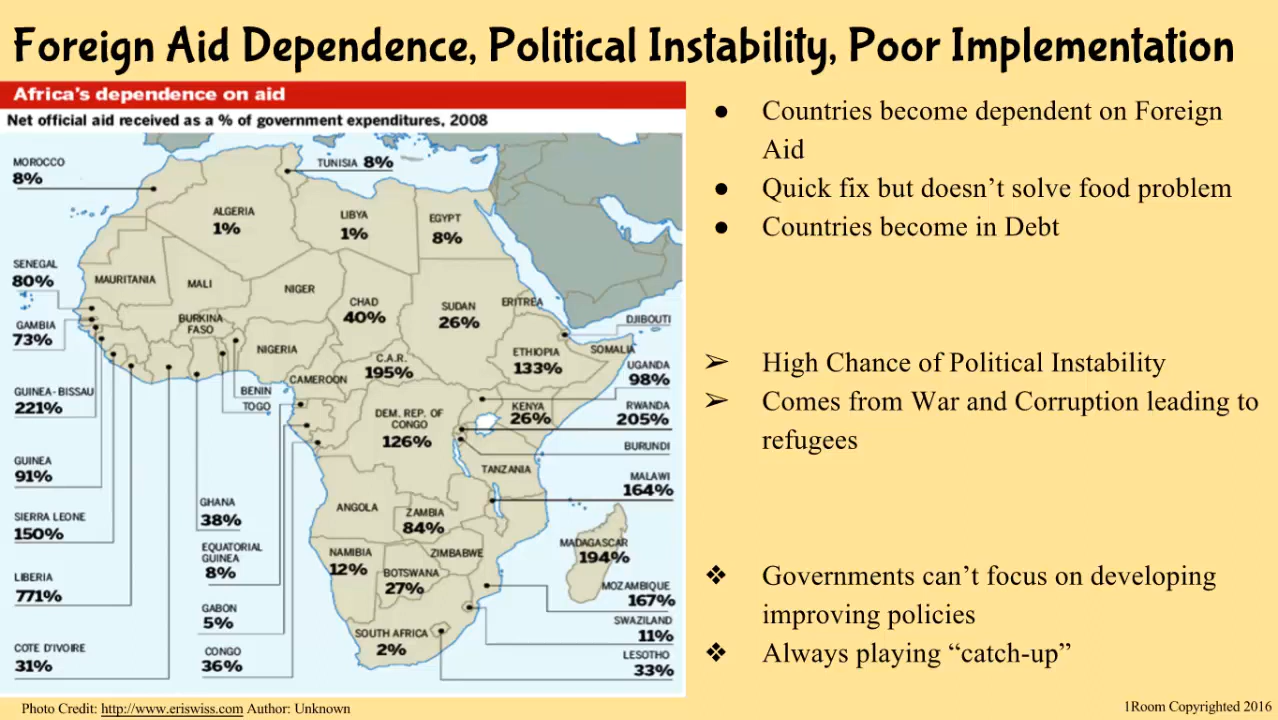 Foreign Aid Dependence, Political Instability, Poor Implementation
Africa's dependence on aid
Net official aid received as a % of government expenditures, 2008
MOROCCO
8%
TUNISIA 8%
ALGERIA
1%
LIBYA
1%
EGYPT
8%
SENEGAL
80%
MAURITANIA
MALI
NIGER
CHAD
40%
SUDAN
26%
ERITREA
GAMBIA
73%
BURKINA
FASO
DJIBOUTI
NIGERIA
C.A.R.
195%
ETHIOPIA
133%
SOMALIA
UGANDA
98%
GUINEA-BISSAU
221%
BENIN
TOGO
CAMEROON
DEM. REP. OF
CONGO
126%
KENYA
26%
RWANDA
205%
BURUNDI
GUINEA
91%
TANZANIA
MALAWI
164%
SIERRA LEONE
150%
GHANA
38%
ANGOLA
ZAMBIA
84%
EQUATORIAL
GUINEA
8%
NAMIBIA
12%
ZIMBABWE
BOTSWANA
27%
MADAGASCAR
194%
LIBERIA
771%
MOZAMBIQUE
167%
GABON
5%
SWAZILAND
11%
SOUTH AFRICA
2%
COTE D'IVOIRE
31%
CONGO
36%
LESOTHO
33%
● Countries become dependent on Foreign
Aid
● Quick fix but doesn't solve food problem
● Countries become in Debt
➢ High Chance of Political Instability
➢ Comes from War and Corruption leading to
refugees
❖ Governments can't focus on developing
improving policies
❖ Always playing “catch-up”
Photo Credit: http://www.eriswiss.com Author: Unknown
1Room Copyrighted 2016